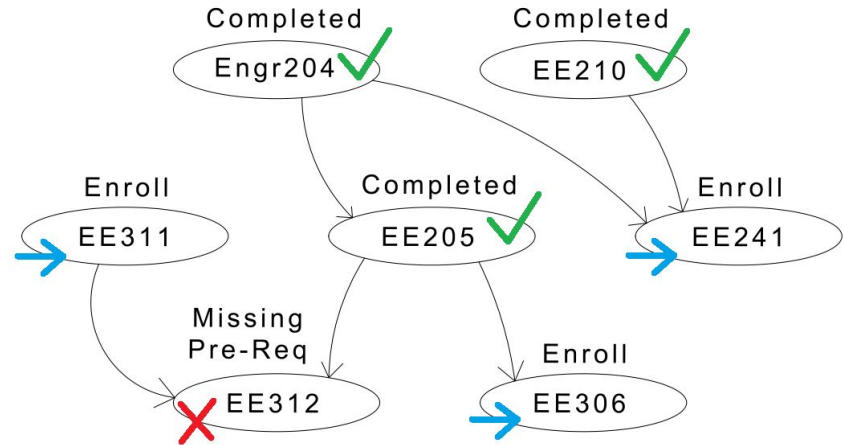 Completed
Completed
Engr204
EE210
Enroll
Completed
Enroll
EE311
EE205
EE241
Missing
Pre-Req
Enroll
EE312
EE306